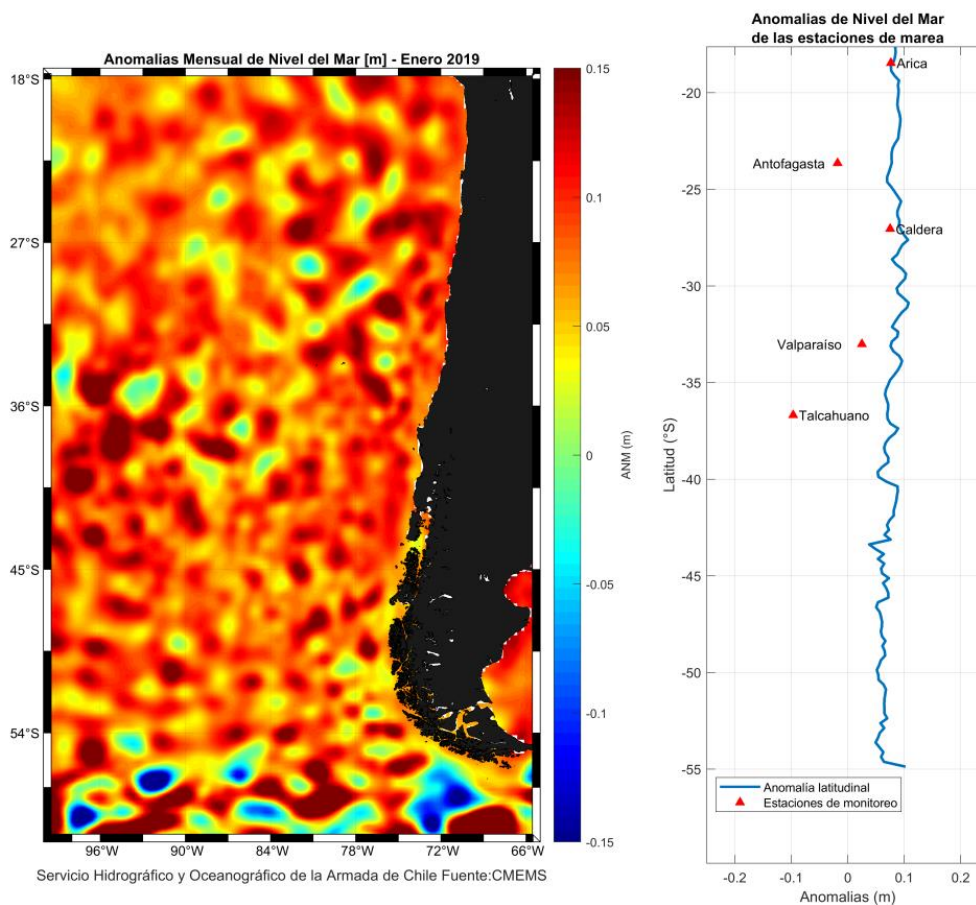 Anomalias Mensual de Nivel del Mar [m] - Enero 2019
18°S
27°S
36°S
45°S
54°S
96°W 90°W 84°W 78°W 72°W 66°W
0.15
0.1
0.05
0
-0.05
-0.1
-0.15
ANM (m)
Servicio Hidrográfico y Oceanográfico de la Armada de Chile Fuente:CMEMS
Anomalias de Nivel del Mar
de las estaciones de marea
Latitud (°S)
-20
-25
-30
-35
-40
-45
-50
-55
Arica
Antofagasta
Caldera
Valparaíso
Talcahuano
Anomalía latitudinal
Estaciones de monitoreo
-0.2 -0.1 0 0.1 0.2
Anomalias (m)